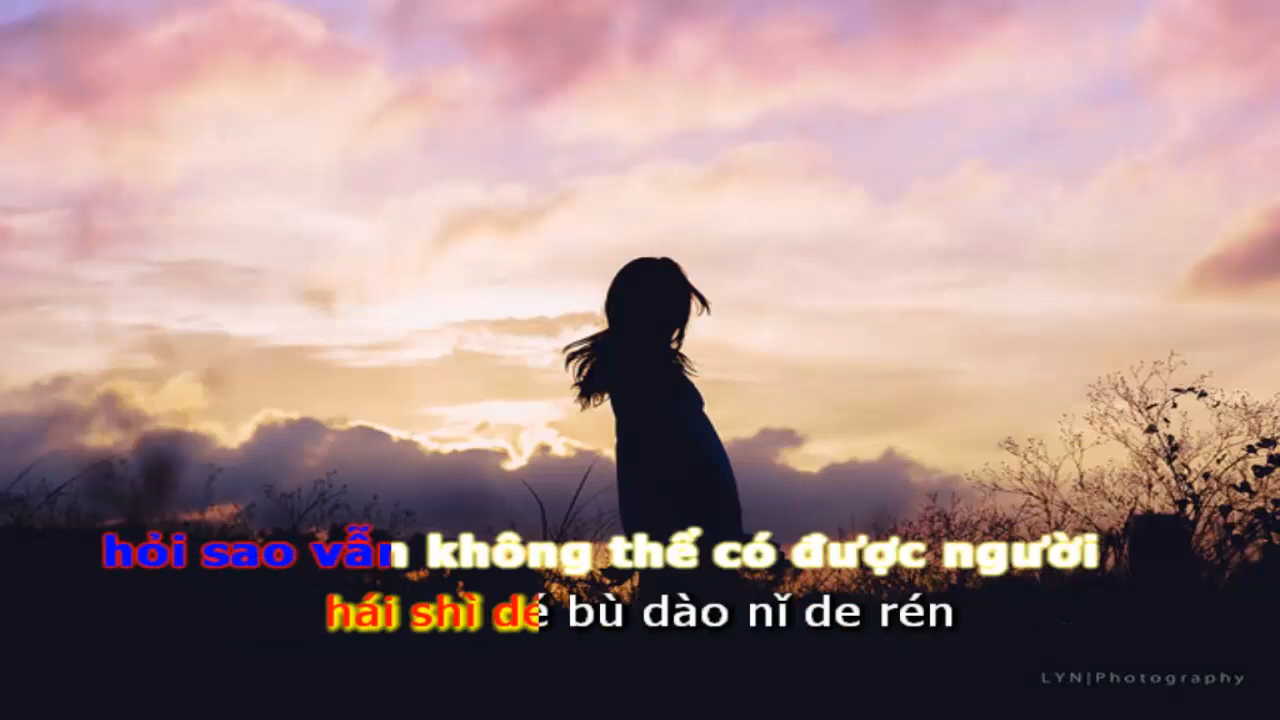 hỏi sao vẫn không thể có được người
hái shì dé bù dào nǐ de rén
LYN|Photography